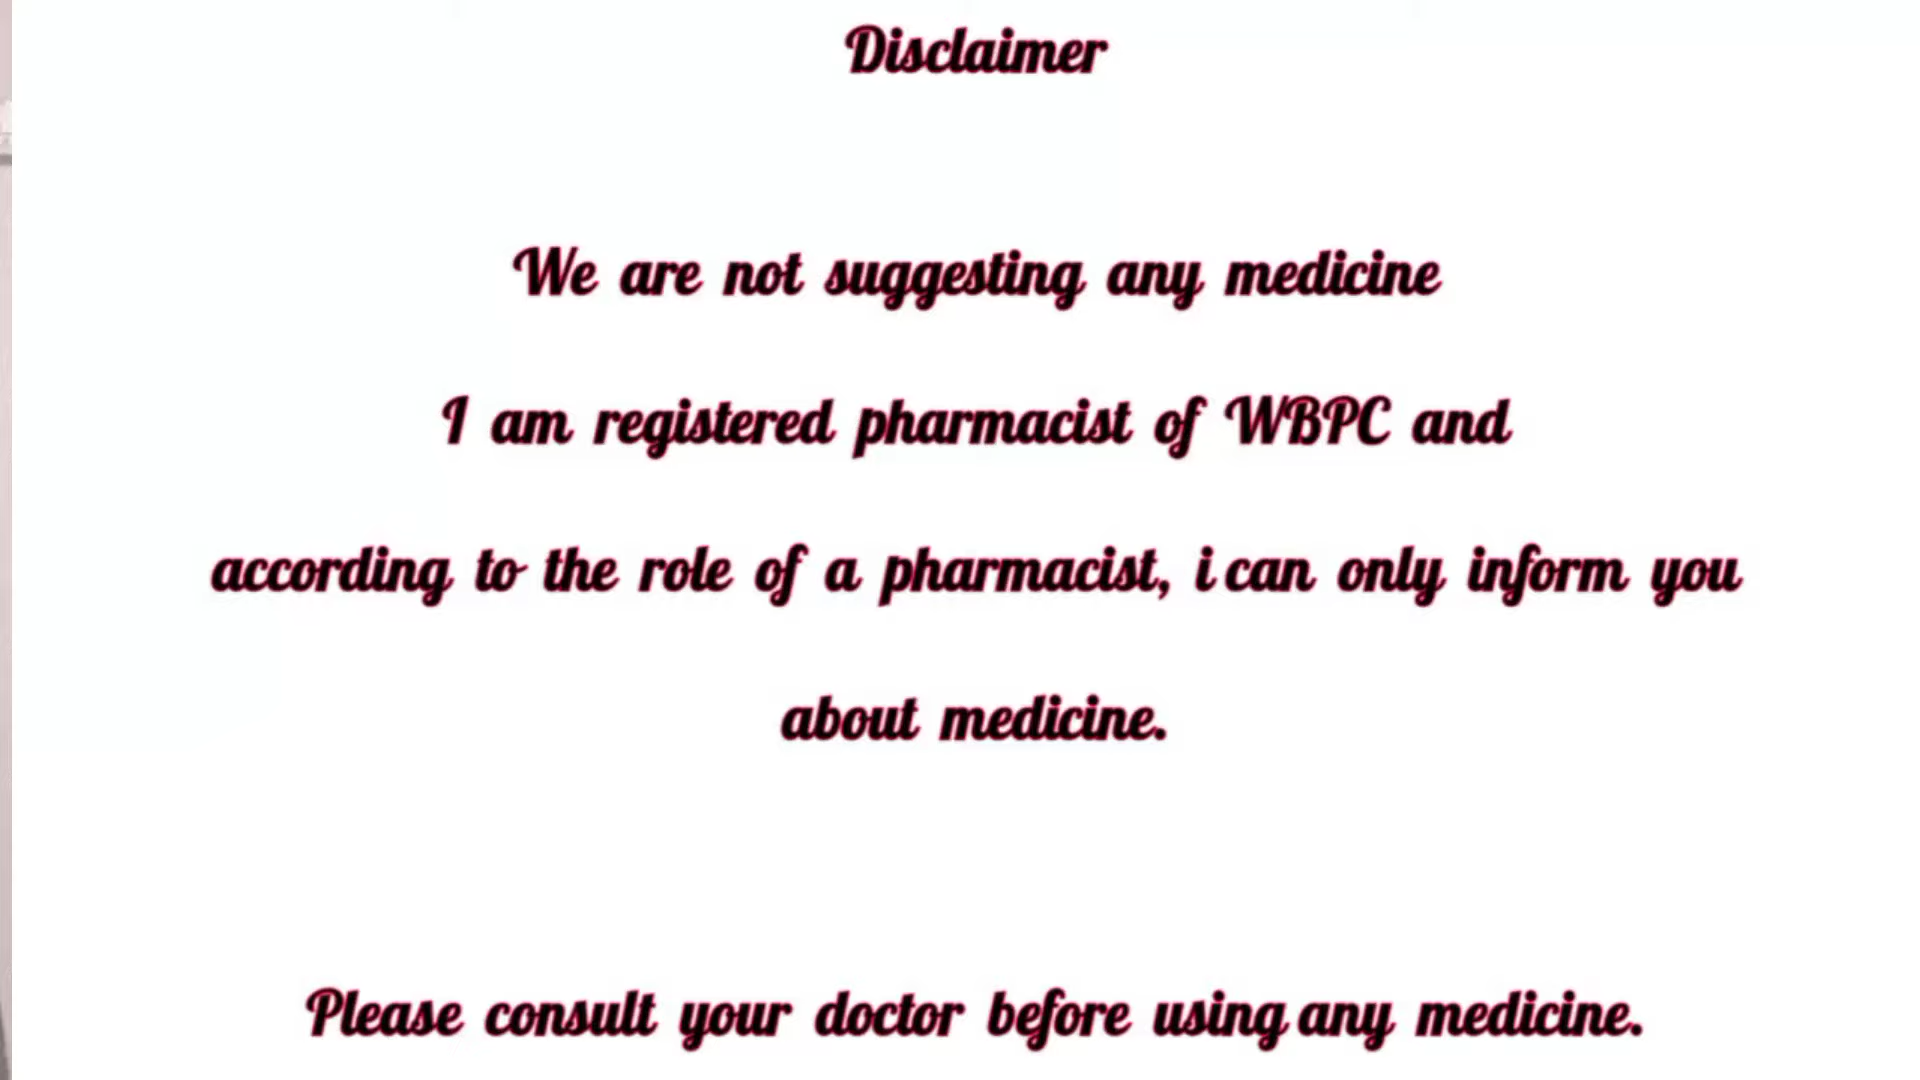 Disclaimer
We are not suggesting any medicine
I am registered pharmacist of WBPC and
according to the role of a pharmacist, i can only inform you
about medicine.
Please consult your doctor before using any medicine.